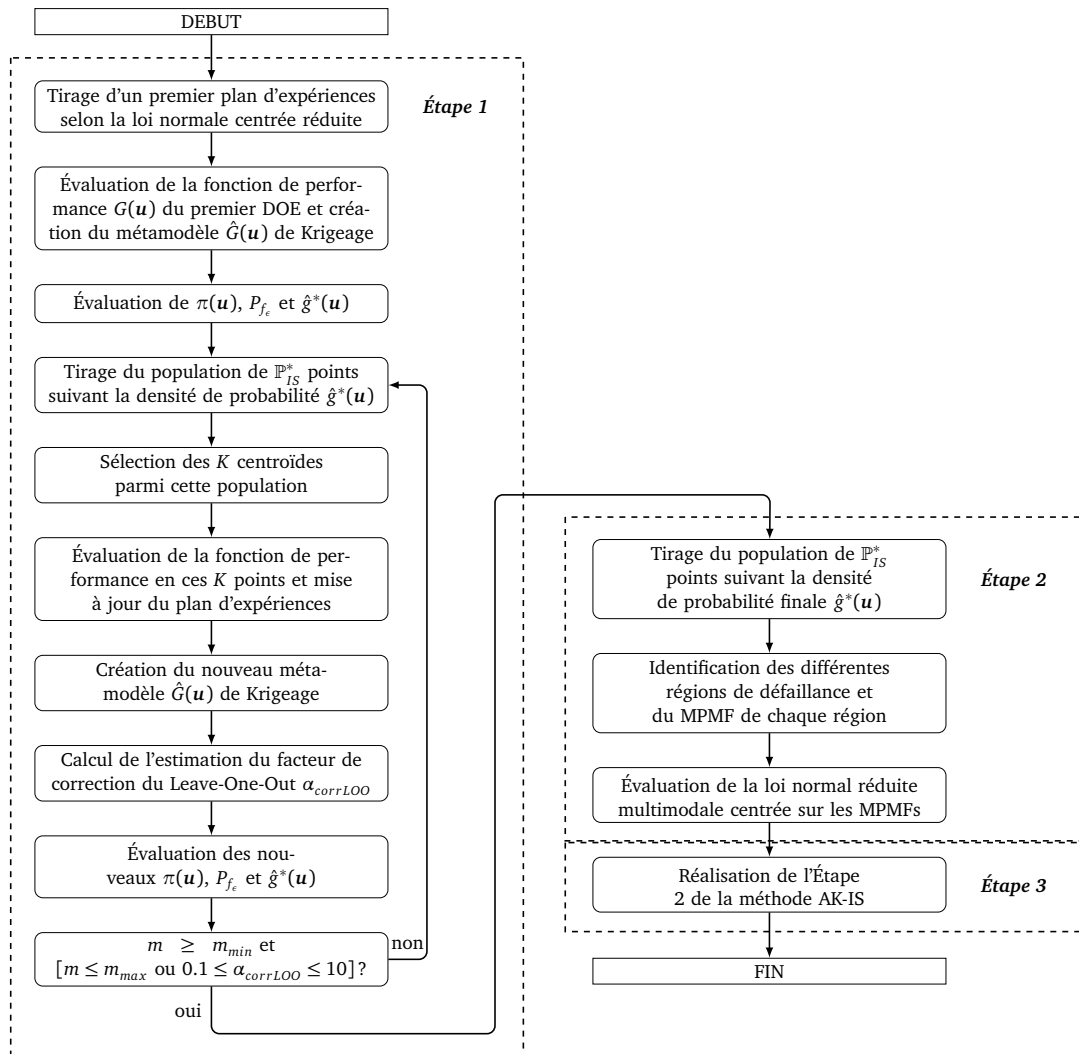 DEBUT
Étape 1
Tirage d'un premier plan d'expériences
selon la loi normale centrée réduite
Évaluation de la fonction de perfor-
mance G(u) du premier DOE et créa-
tion du métamodèle Ĝ(u) de Krigeage
Évaluation de π(u), P_{f_ϵ} et ĝ*(u)
Tirage du population de ℙ*_{IS} points
suivant la densité de probabilité ĝ*(u)
Sélection des K centroïdes
parmi cette population
Évaluation de la fonction de per-
formance en ces K points et mise
à jour du plan d'expériences
Création du nouveau méta-
modèle Ĝ(u) de Krigeage
Calcul de l'estimation du facteur de
correction du Leave-One-Out α_{corrLOO}
Évaluation des nou-
veaux π(u), P_{f_ϵ} et ĝ*(u)
m ≥ m_{min} et
[m ≤ m_{max} ou 0.1 ≤ α_{corrLOO} ≤ 10]?
non
oui
Étape 2
Tirage du population de ℙ*_{IS}
points suivant la densité
de probabilité finale ĝ*(u)
Identification des différentes
régions de défaillance et
du MPMF de chaque région
Évaluation de la loi normal réduite
multimodale centrée sur les MPMFs
Étape 3
Réalisation de l'Étape
2 de la méthode AK-IS
FIN